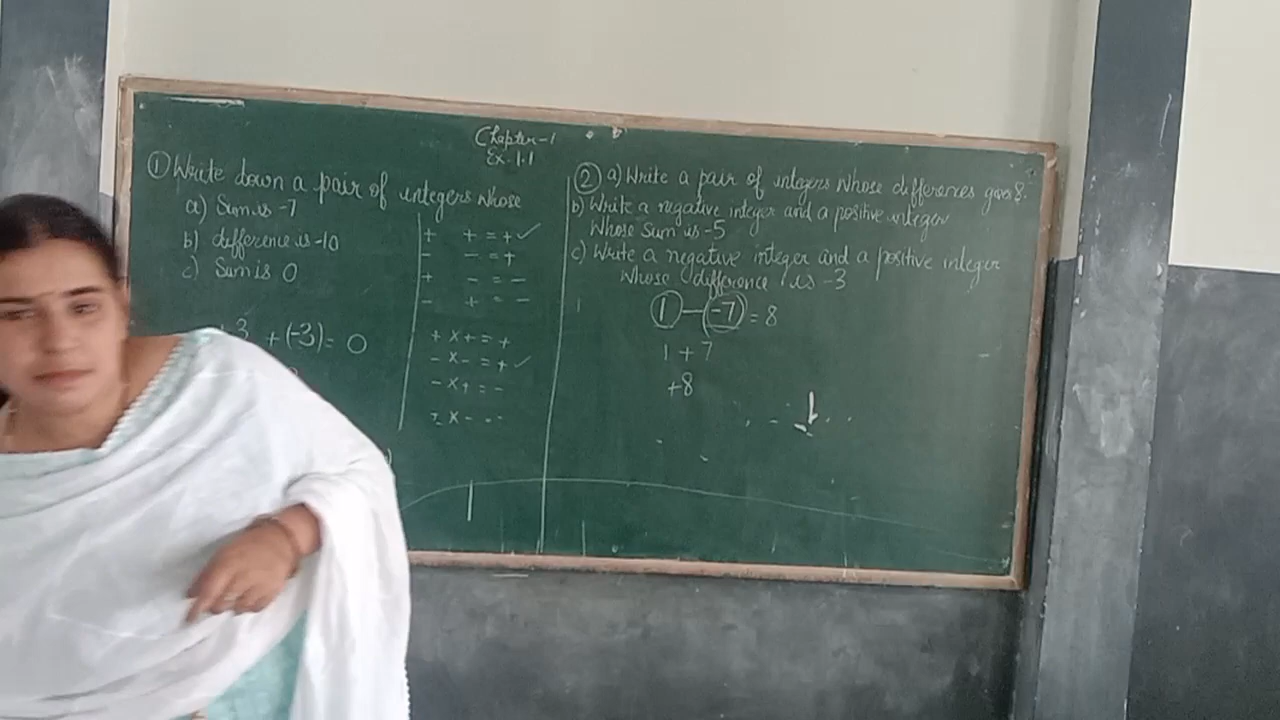 Chapter-1
Ex-1.1
① Write down a pair of integers whose
a) Sum is -7
b) difference is -10
c) Sum is 0
+3 +(-3)= 0
+ + = + ✓
- - = +
+ - = -
- + = -
+ x + = +
- x - = + ✓
- x + = -
② a) Write a pair of integers whose differences gives 8.
b) Write a negative integer and a positive integer
Whose Sum is -5
c) Write a negative integer and a positive integer
Whose difference is -3
1 - (-7) = 8
1 + 7
+8